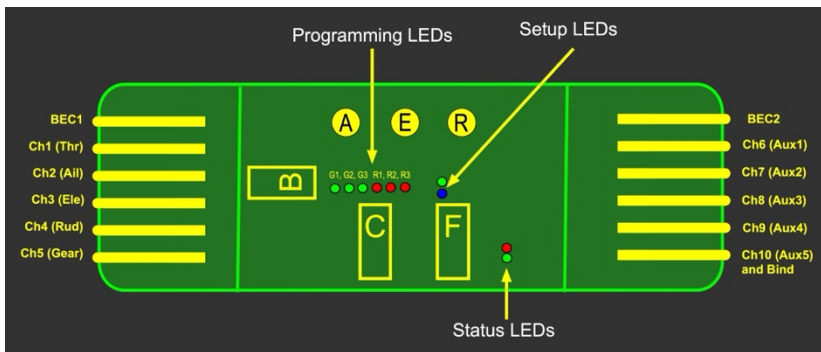 Programming LEDs
Setup LEDs
A E R
BEC1
Ch1 (Thr)
Ch2 (Ail)
Ch3 (Ele)
Ch4 (Rud)
Ch5 (Gear)
B
G1, G2, G3 R1, R2, R3
C
F
BEC2
Ch6 (Aux1)
Ch7 (Aux2)
Ch8 (Aux3)
Ch9 (Aux4)
Ch10 (Aux5)
and Bind
Status LEDs